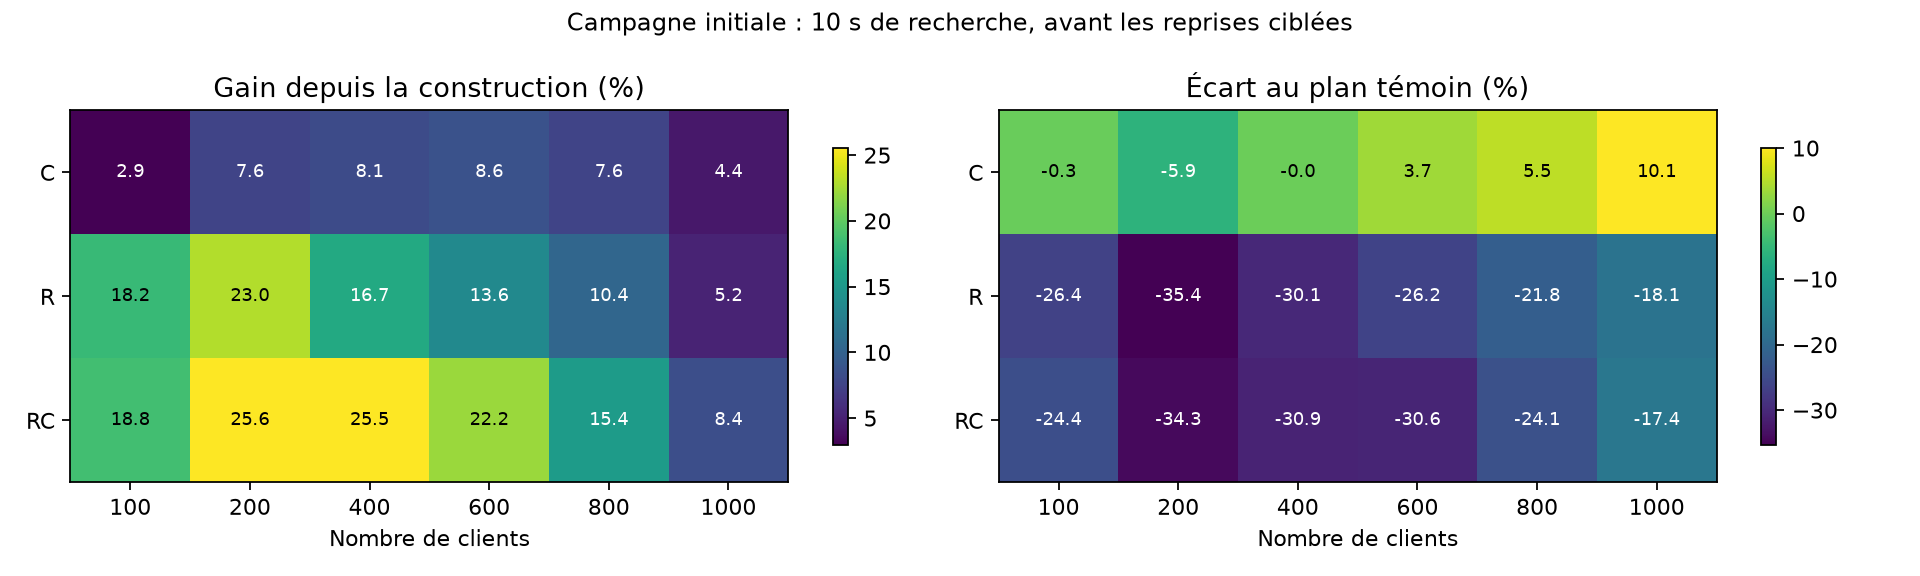 Campagne initiale : 10 s de recherche, avant les reprises ciblées
Gain depuis la construction (%)
C 2.9 7.6 8.1 8.6 7.6 4.4
R 18.2 23.0 16.7 13.6 10.4 5.2
RC 18.8 25.6 25.5 22.2 15.4 8.4
100 200 400 600 800 1000
Nombre de clients
25
20
15
10
5
Écart au plan témoin (%)
C -0.3 -5.9 -0.0 3.7 5.5 10.1
R -26.4 -35.4 -30.1 -26.2 -21.8 -18.1
RC -24.4 -34.3 -30.9 -30.6 -24.1 -17.4
100 200 400 600 800 1000
Nombre de clients
10
0
−10
−20
−30